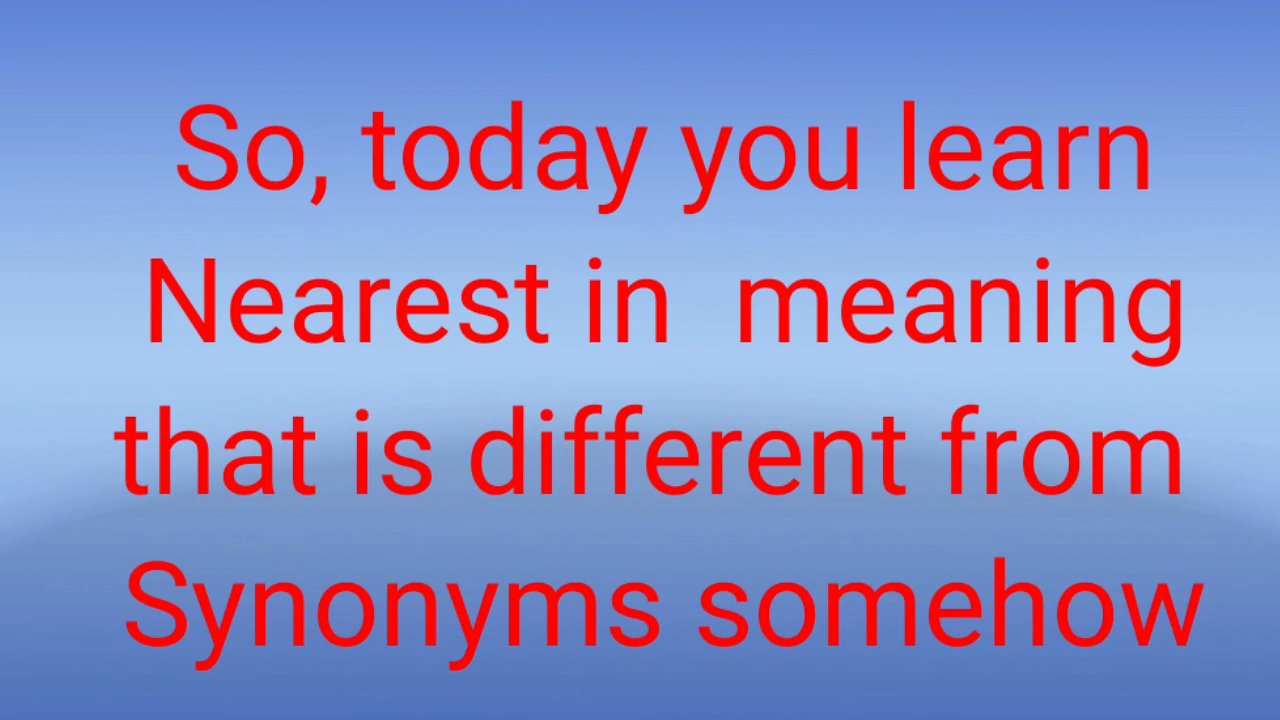 So, today you learn
Nearest in  meaning
that is different from
Synonyms somehow